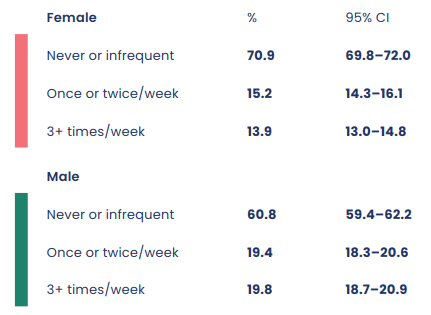 Female % 95% CI
Never or infrequent 70.9 69.8–72.0
Once or twice/week 15.2 14.3–16.1
3+ times/week 13.9 13.0–14.8
Male
Never or infrequent 60.8 59.4–62.2
Once or twice/week 19.4 18.3–20.6
3+ times/week 19.8 18.7–20.9